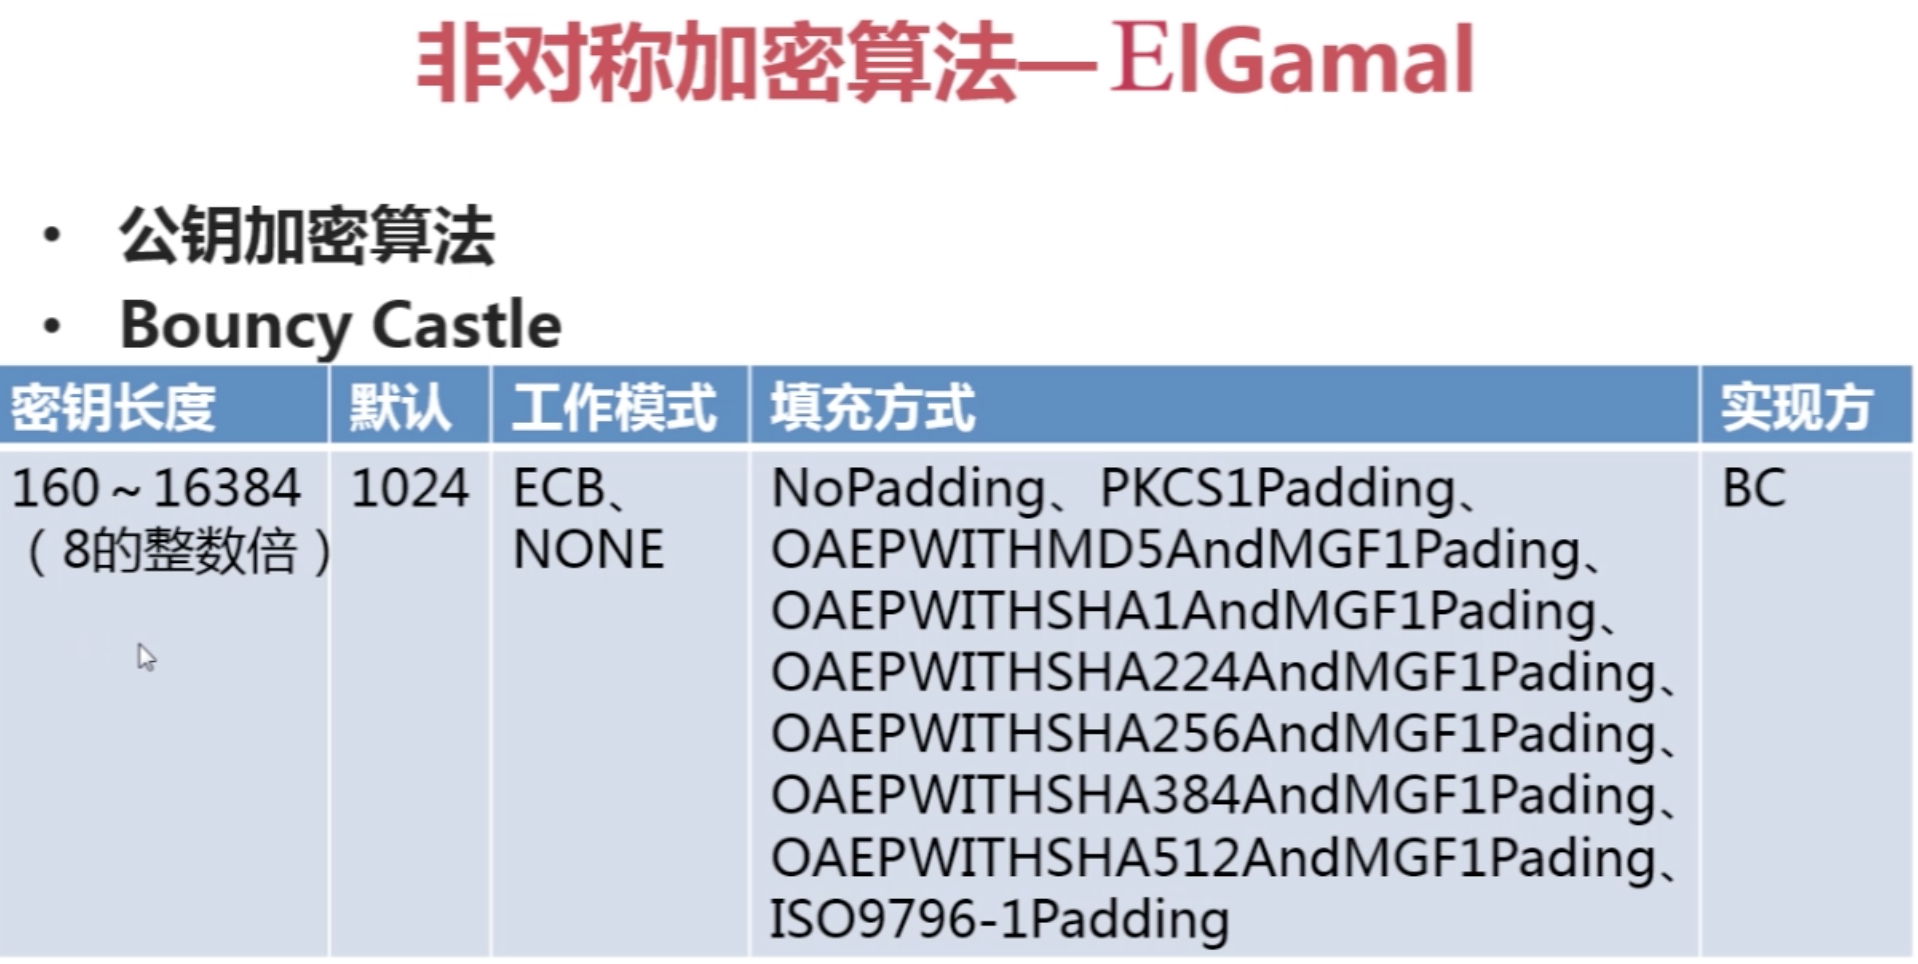 非对称加密算法—ElGamal
• 公钥加密算法
• Bouncy Castle
密钥长度 默认 工作模式 填充方式 实现方
160～16384 1024 ECB、 NoPadding、PKCS1Padding、 BC
（8的整数倍） NONE OAEPWITHMD5AndMGF1Pading、
OAEPWITHSHA1AndMGF1Pading、
OAEPWITHSHA224AndMGF1Pading、
OAEPWITHSHA256AndMGF1Pading、
OAEPWITHSHA384AndMGF1Pading、
OAEPWITHSHA512AndMGF1Pading、
ISO9796-1Padding